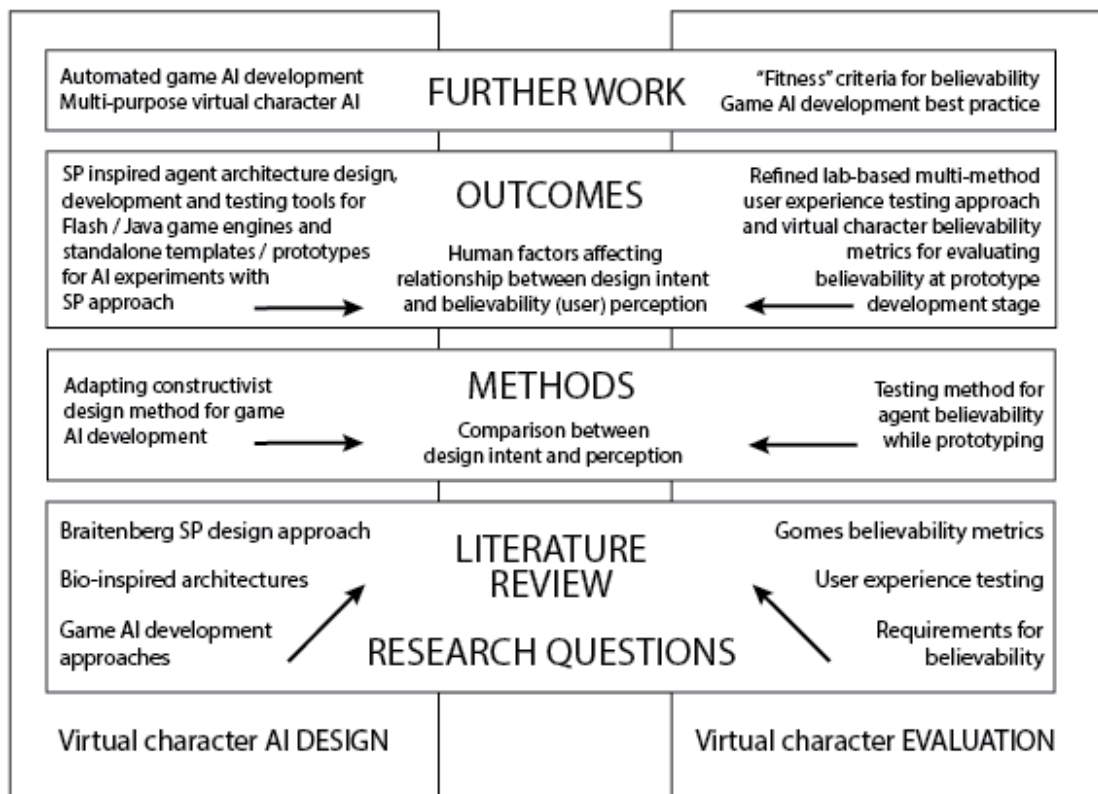 Automated game AI development
Multi-purpose virtual character AI
FURTHER WORK
“Fitness” criteria for believability
Game AI development best practice
SP inspired agent architecture design,
development and testing tools for
Flash / Java game engines and
standalone templates / prototypes
for AI experiments with
SP approach
OUTCOMES
Human factors affecting
relationship between design intent
and believability (user) perception
Refined lab-based multi-method
user experience testing approach
and virtual character believability
metrics for evaluating
believability at prototype
development stage
Adapting constructivist
design method for game
AI development
METHODS
Comparison between
design intent and perception
Testing method for
agent believability
while prototyping
Braitenberg SP design approach
Bio-inspired architectures
Game AI development
approaches
LITERATURE
REVIEW
RESEARCH QUESTIONS
Gomes believability metrics
User experience testing
Requirements for
believability
Virtual character AI DESIGN
Virtual character EVALUATION